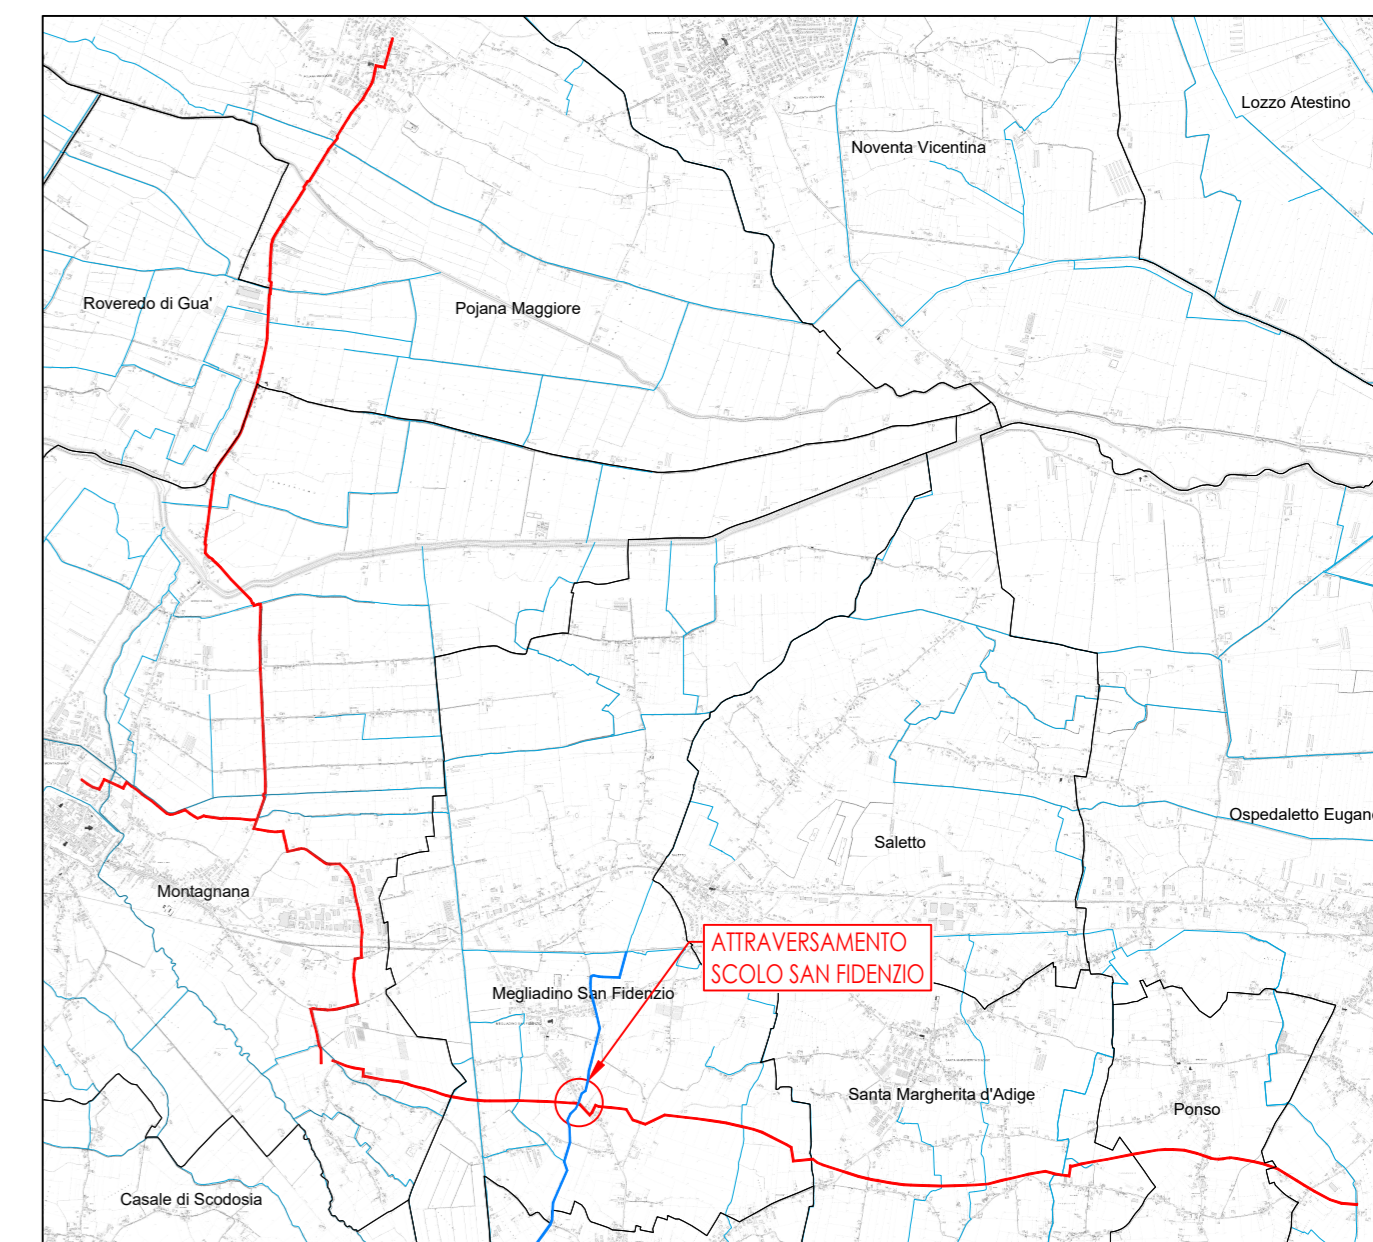 Lozzo Atestino
Noventa Vicentina
Roveredo di Gua'
Pojana Maggiore
Ospedaletto Eugan
Saletto
Montagnana
ATTRAVERSAMENTO
SCOLO SAN FIDENZIO
Megliadino San Fidenzio
Santa Margherita d'Adige
Ponso
Casale di Scodosia